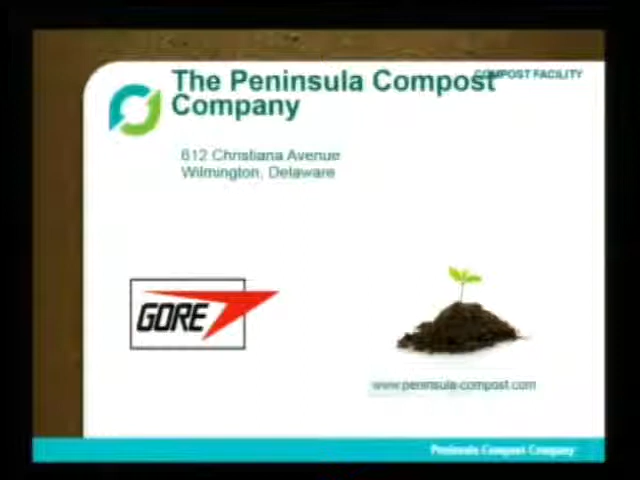 The Peninsula Compost
Company
COMPOST FACILITY
612 Christiana Avenue
Wilmington, Delaware
GORE
www.peninsula-compost.com
Peninsula Compost Company